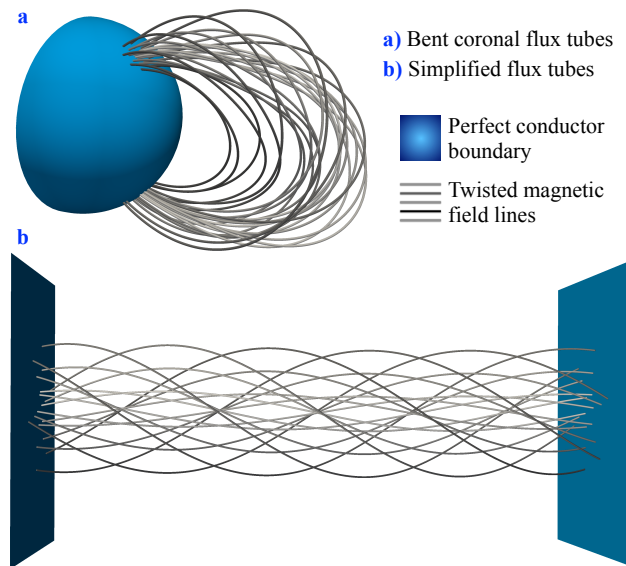 a
a) Bent coronal flux tubes
b) Simplified flux tubes
Perfect conductor
boundary
Twisted magnetic
field lines
b